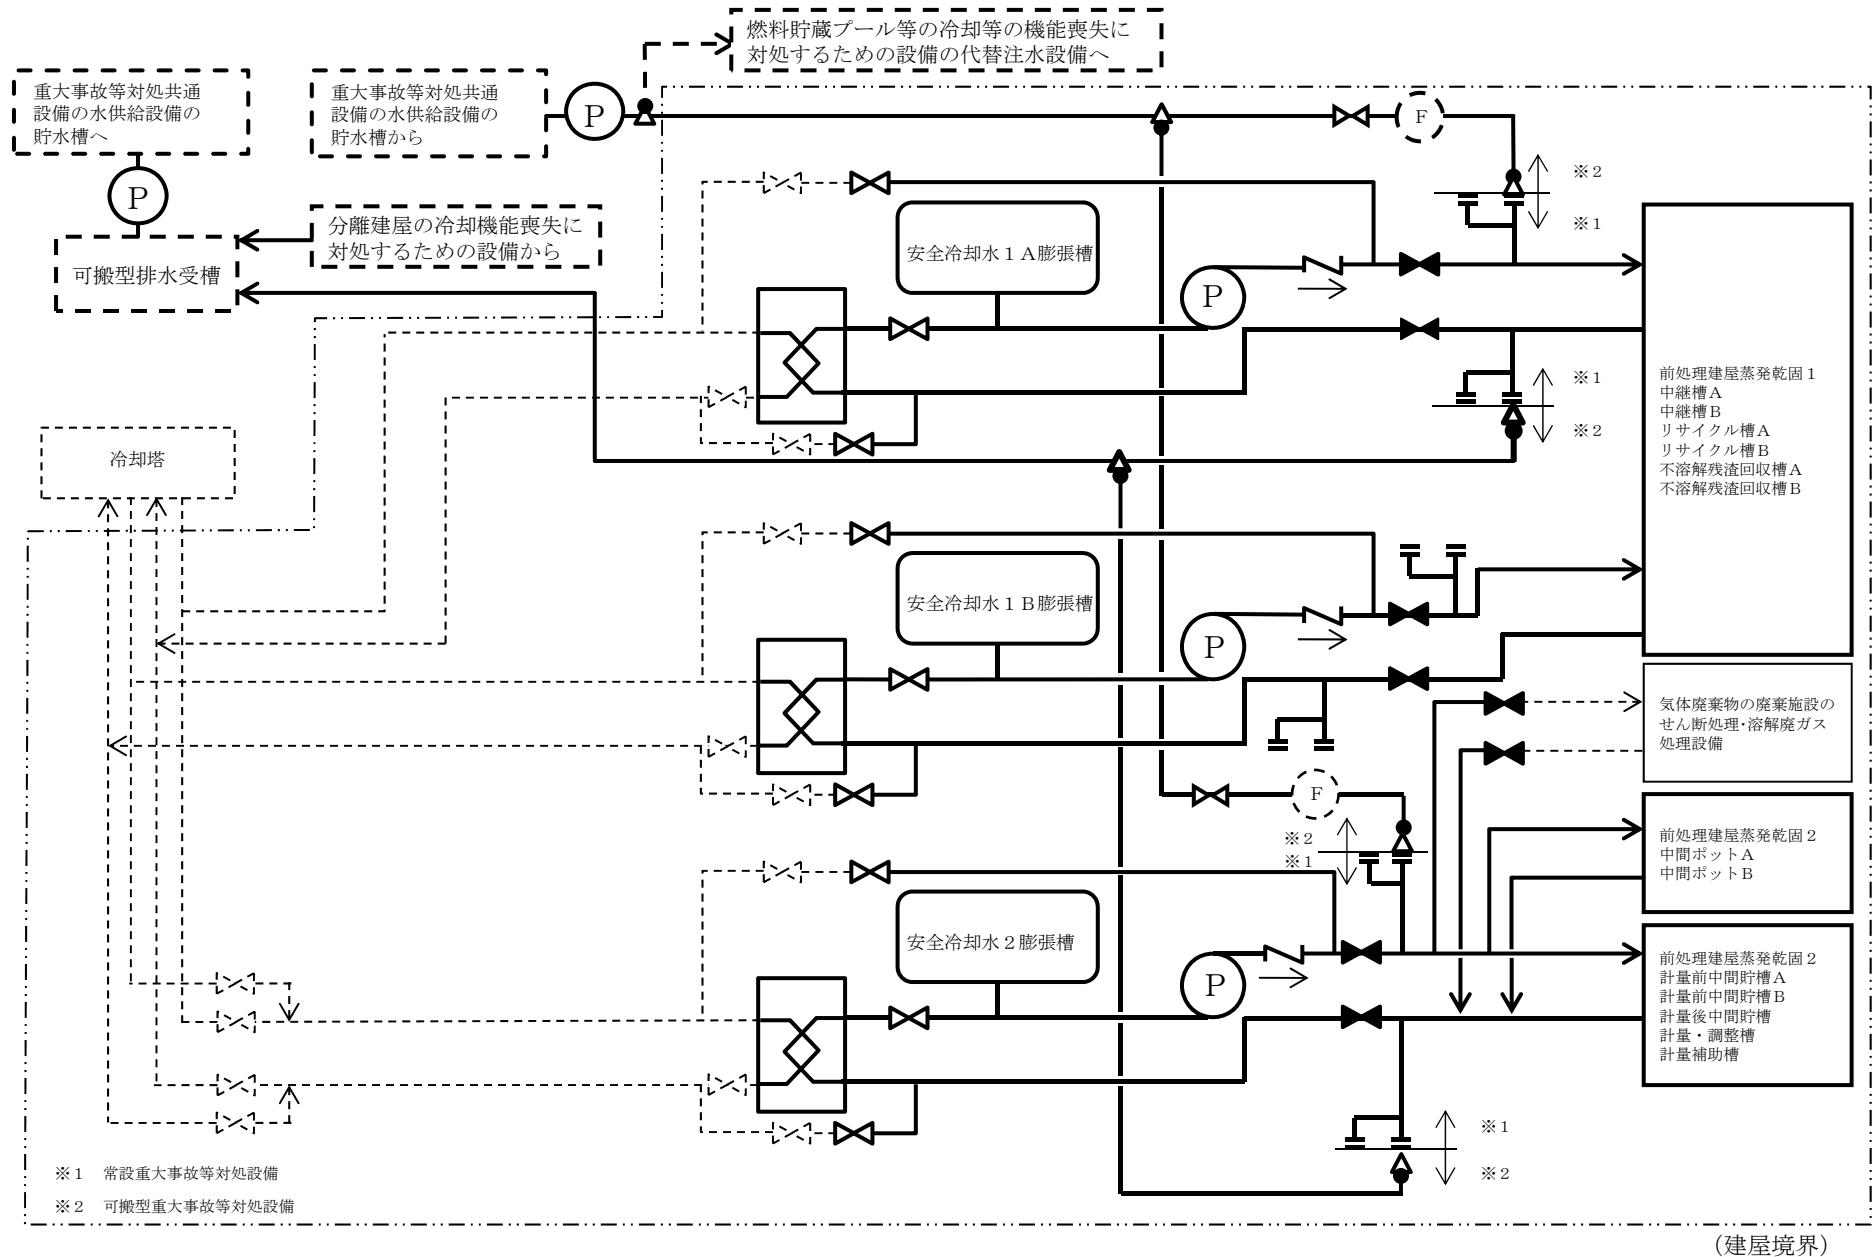 燃料貯蔵プール等の冷却等の機能喪失に
対処するための設備の代替注水設備へ
重大事故等対処共通
設備の水供給設備の
貯水槽へ
重大事故等対処共通
設備の水供給設備の
貯水槽から
P
F
P
※２
※１
分離建屋の冷却機能喪失に
対処するための設備から
可搬型排水受槽
安全冷却水１Ａ膨張槽
P
前処理建屋蒸発乾固１
中継槽Ａ
中継槽Ｂ
リサイクル槽Ａ
リサイクル槽Ｂ
不溶解残渣回収槽Ａ
不溶解残渣回収槽Ｂ
※１
※２
冷却塔
安全冷却水１Ｂ膨張槽
P
気体廃棄物の廃棄施設の
せん断処理･溶解廃ガス
処理設備
F
※２
※１
前処理建屋蒸発乾固２
中間ポットＡ
中間ポットＢ
安全冷却水２膨張槽
P
前処理建屋蒸発乾固２
計量前中間貯槽Ａ
計量前中間貯槽Ｂ
計量後中間貯槽
計量・調整槽
計量補助槽
※１
※２
※１　常設重大事故等対処設備
※２　可搬型重大事故等対処設備
（建屋境界）